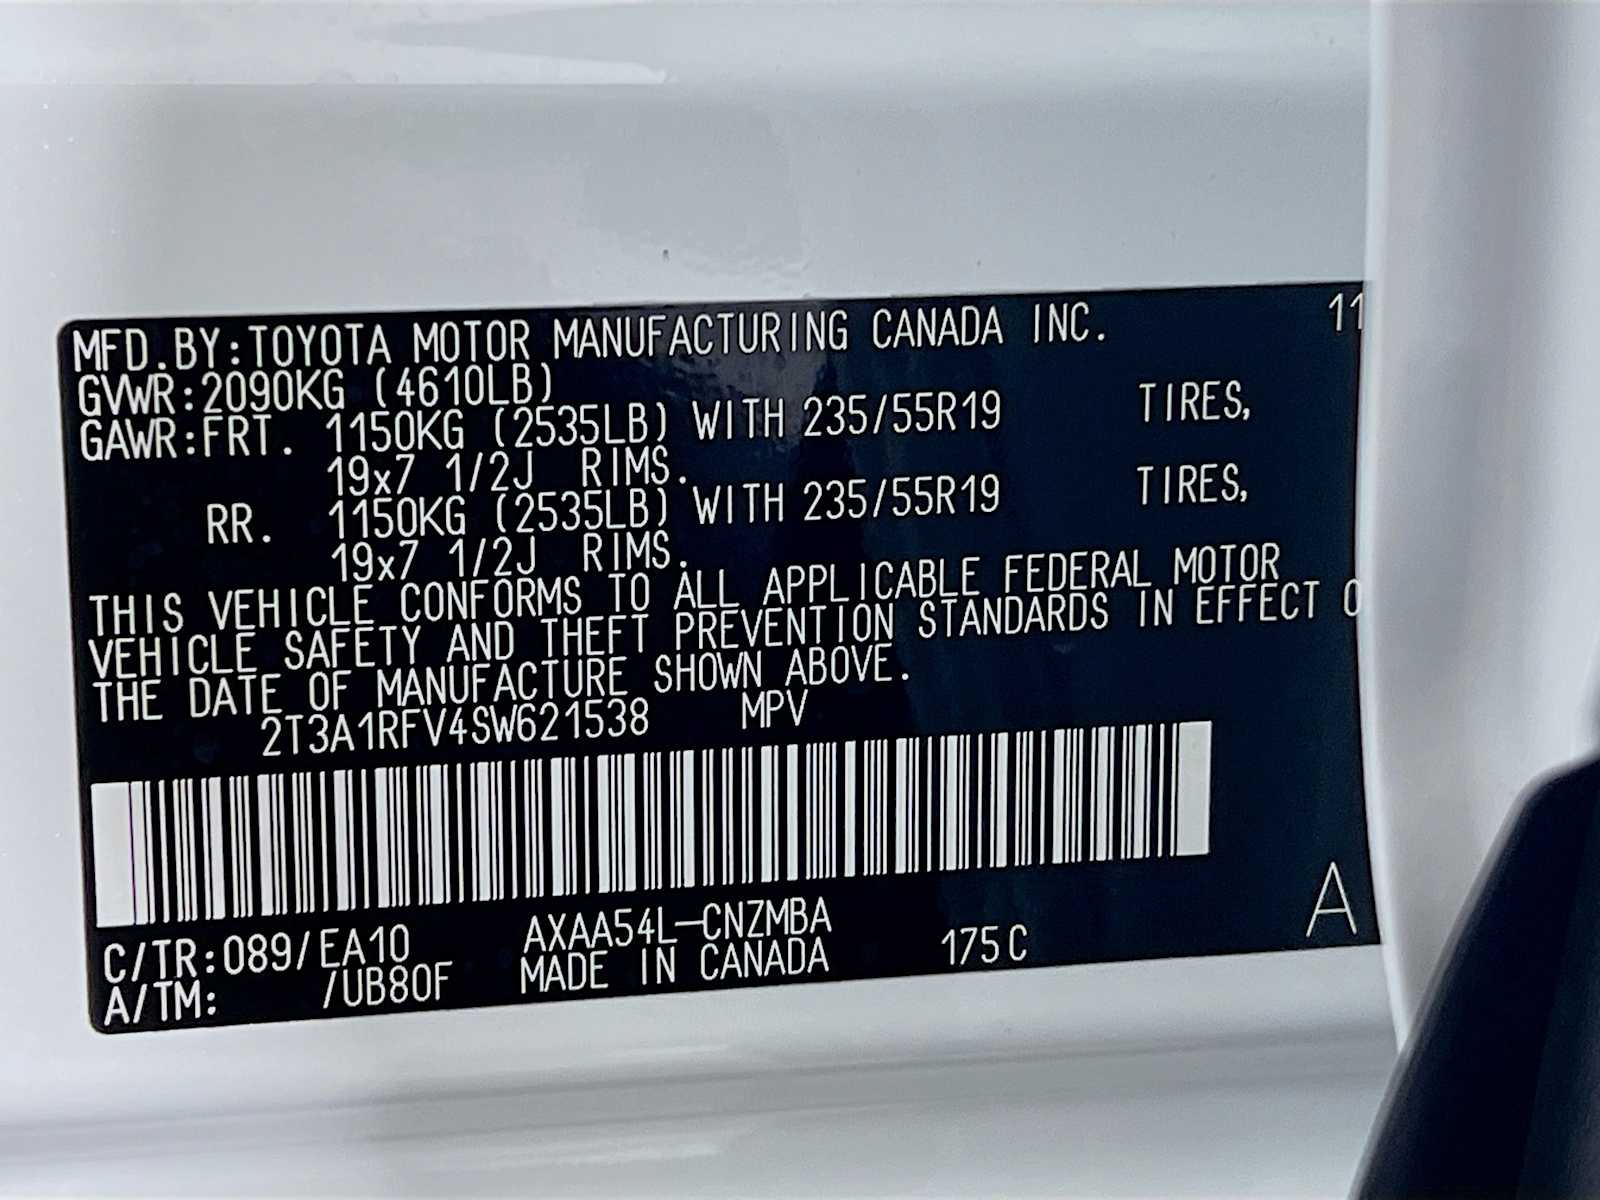 MFD.BY:TOYOTA MOTOR MANUFACTURING CANADA INC. 11
GVWR:2090KG (4610LB)
GAWR:FRT. 1150KG (2535LB) WITH 235/55R19 TIRES,
19x7 1/2J RIMS.
RR. 1150KG (2535LB) WITH 235/55R19 TIRES,
19x7 1/2J RIMS.
THIS VEHICLE CONFORMS TO ALL APPLICABLE FEDERAL MOTOR
VEHICLE SAFETY AND THEFT PREVENTION STANDARDS IN EFFECT O
THE DATE OF MANUFACTURE SHOWN ABOVE.
2T3A1RFV4SW621538 MPV
C/TR:089/EA10 AXAA54L-CNZMBA
A/TM: /UB80F MADE IN CANADA 175C A